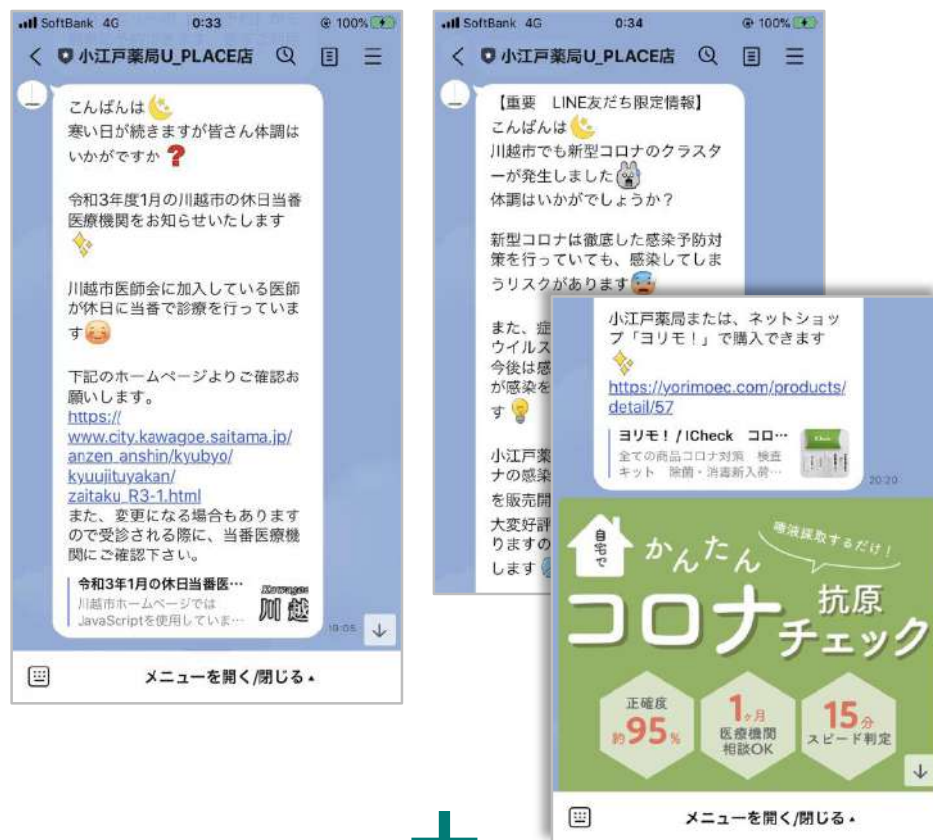 SoftBank 4G 0:33 100%
小江戸薬局U_PLACE店
こんばんは
寒い日が続きますが皆さん体調は
いかがですか❓
令和3年度1月の川越市の休日当番
医療機関をお知らせいたします
✨
川越市医師会に加入している医師
が休日に当番で診療を行っていま
す
下記のホームページよりご確認お
願いします。
https://
www.city.kawagoe.saitama.jp/
anzen_anshin/kyubyo/
kyuujituyakan/
zaitaku_R3-1.html
また、変更になる場合もあります
ので受診される際に、当番医療機
関にご確認下さい。
令和3年1月の休日当番医…
川越市ホームページでは
JavaScriptを使用していま…
Kawagoe
川越
19:05
メニューを開く/閉じる
SoftBank 4G 0:34 100%
小江戸薬局U_PLACE店
【重要 LINE友だち限定情報】
こんばんは
川越市でも新型コロナのクラスタ
ーが発生しました
体調はいかがでしょうか？
新型コロナは徹底した感染予防対
策を行っていても、感染してしま
うリスクがあります
また、症
ウイルス
今後は感
が感染を
す
小江戸薬
ナの感染
を販売開
大変好評
りますの
します
小江戸薬局または、ネットショッ
プ「ヨリモ！」で購入できます
✨
https://yorimoec.com/products/
detail/57
ヨリモ！/ICheck コロ…
全ての商品コロナ対策 検査
キット 除菌・消毒新入荷…
20:20
自宅で
かんたん
唾液採取するだけ！
コロナ抗原チェック
正確度
約95%
1ヶ月
医療機関
相談OK
15分
スピード判定
メニューを開く/閉じる